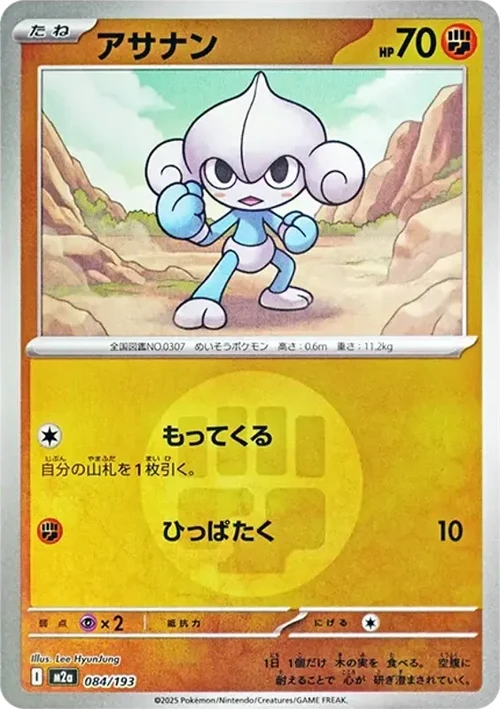 たね アサナン HP70
全国図鑑NO.0307 めいそうポケモン 高さ:0.6m 重さ:11.2kg
もってくる
自分の山札を1枚引く。
ひっぱたく 10
弱点 ×2 抵抗力 にげる
Illus. Lee HyunJung
I m2a 084/193
1日 1個だけ 木の実を 食べる。空腹に
耐えることで 心が 研ぎ澄まされていく。
©2025 Pokémon/Nintendo/Creatures/GAME FREAK.